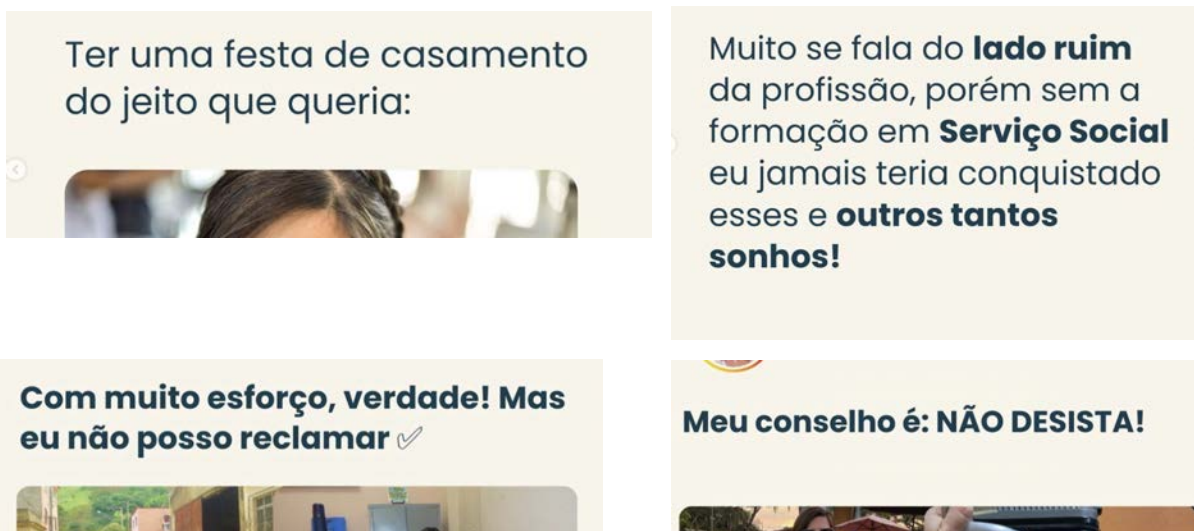 Ter uma festa de casamento
do jeito que queria:
Muito se fala do lado ruim
da profissão, porém sem a
formação em Serviço Social
eu jamais teria conquistado
esses e outros tantos
sonhos!
Com muito esforço, verdade! Mas
eu não posso reclamar ✅
Meu conselho é: NÃO DESISTA!